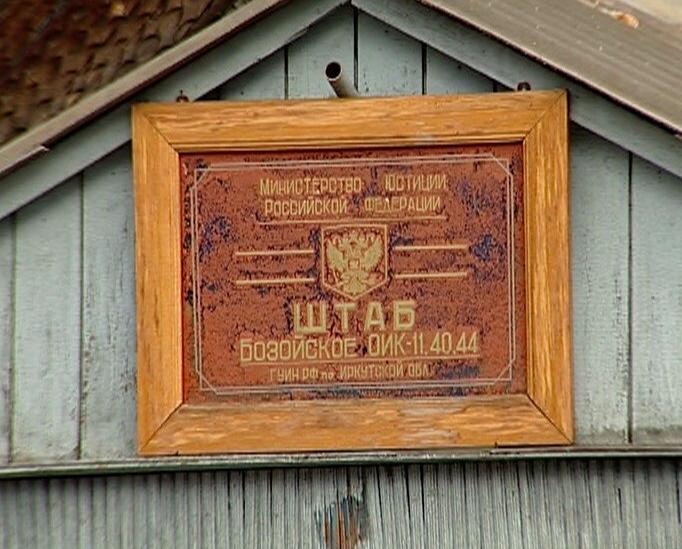 МИНИСТЕРСТВО ЮСТИЦИИ
РОССИЙСКОЙ ФЕДЕРАЦИИ
ШТАБ
БОЗОЙСКОЕ ОИК-11,40,44
ГУИН РФ по ИРКУТСКОЙ ОБЛ.